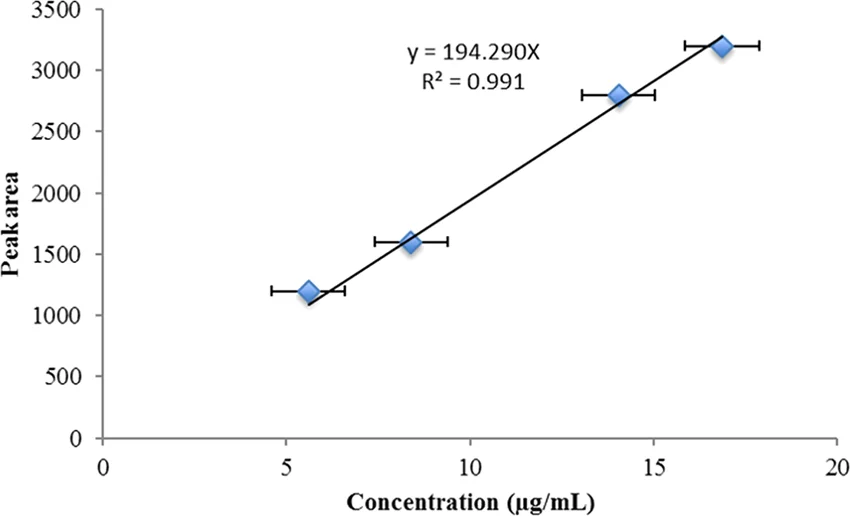 3500
3000
2500
2000
1500
1000
500
0
y = 194.290X
R² = 0.991
Peak area
0 5 10 15 20
Concentration (µg/mL)